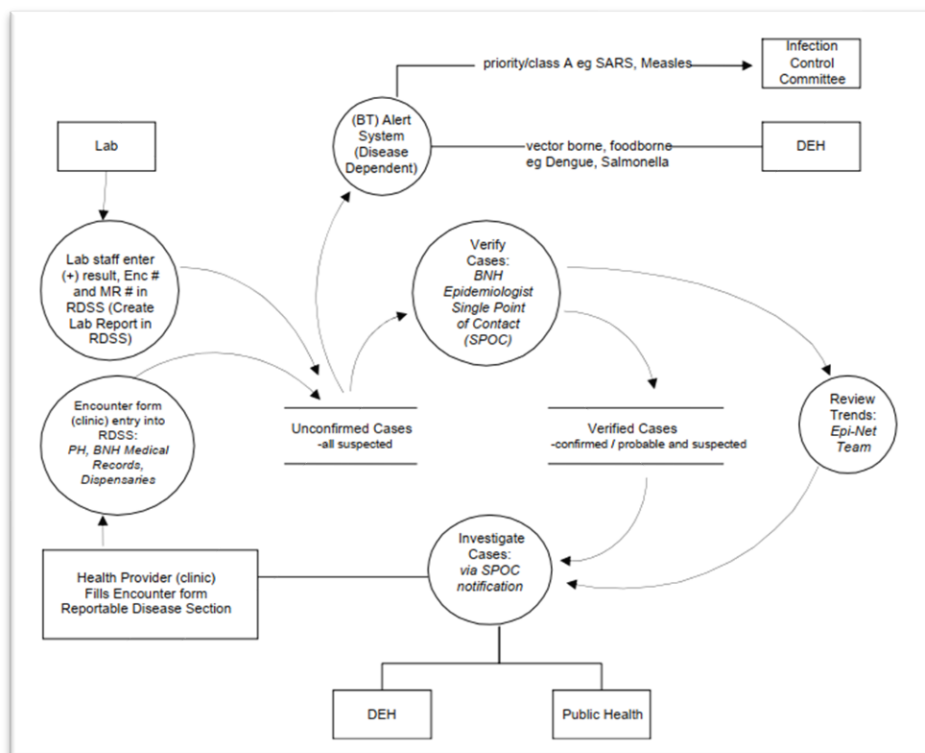 priority/class A eg SARS, Measles
Infection
Control
Committee
(BT) Alert
System
(Disease
Dependent)
vector borne, foodborne
eg Dengue, Salmonella
DEH
Lab
Lab staff enter
(+) result, Enc #
and MR # in
RDSS (Create
Lab Report in
RDSS)
Verify
Cases:
BNH
Epidemiologist
Single Point
of Contact
(SPOC)
Encounter form
(clinic) entry into
RDSS:
PH, BNH Medical
Records,
Dispensaries
Unconfirmed Cases
-all suspected
Verified Cases
-confirmed / probable and suspected
Review
Trends:
Epi-Net
Team
Investigate
Cases:
via SPOC
notification
Health Provider (clinic)
Fills Encounter form
Reportable Disease Section
DEH
Public Health